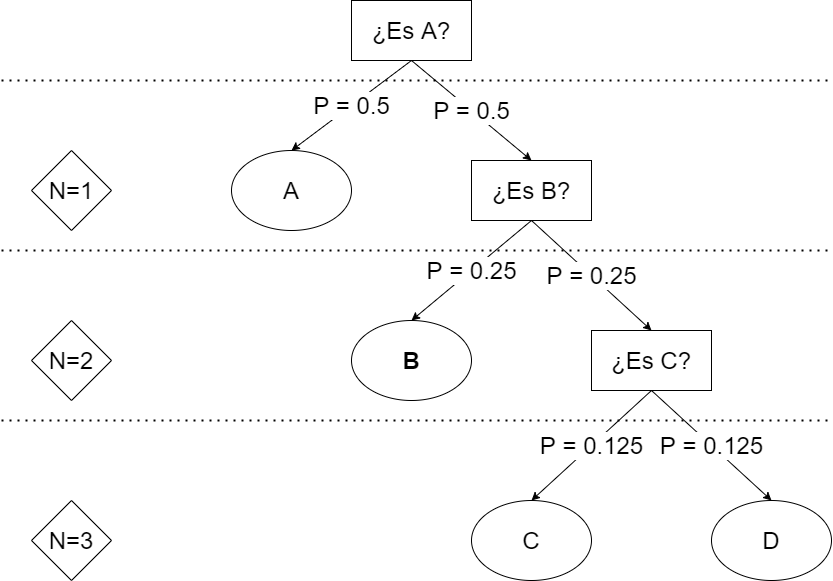 ¿Es A?
P = 0.5
P = 0.5
N=1
A
¿Es B?
P = 0.25
P = 0.25
N=2
B
¿Es C?
P = 0.125
P = 0.125
N=3
C
D